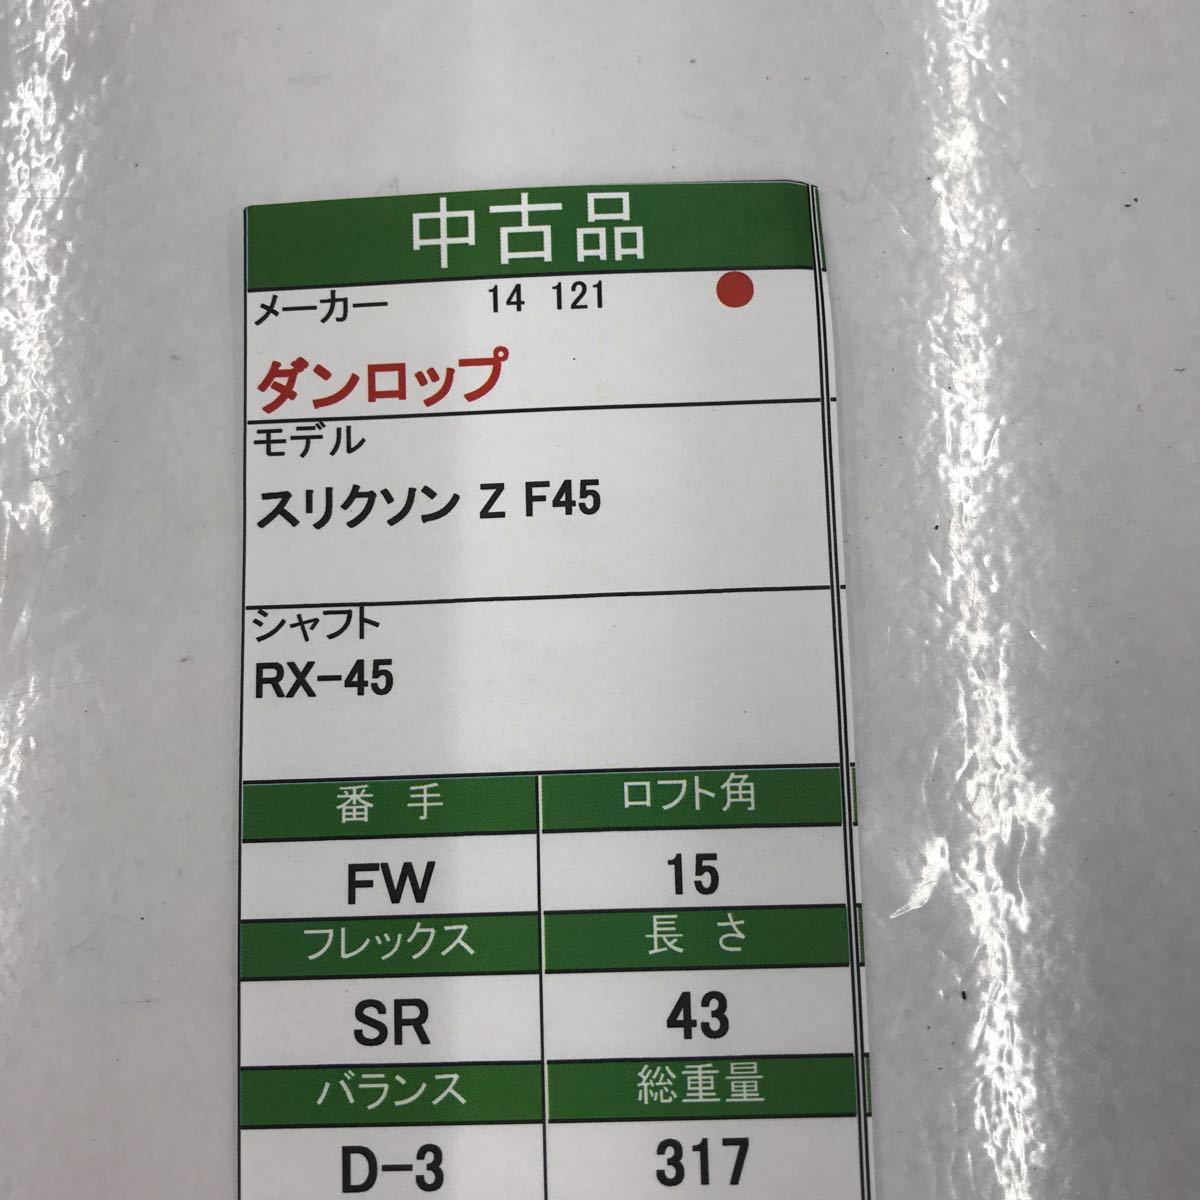 中古品
メーカー 14 121
ダンロップ
モデル
スリクソン Z F45
シャフト
RX-45
番手 ロフト角
FW 15
フレックス 長さ
SR 43
バランス 総重量
D-3 317